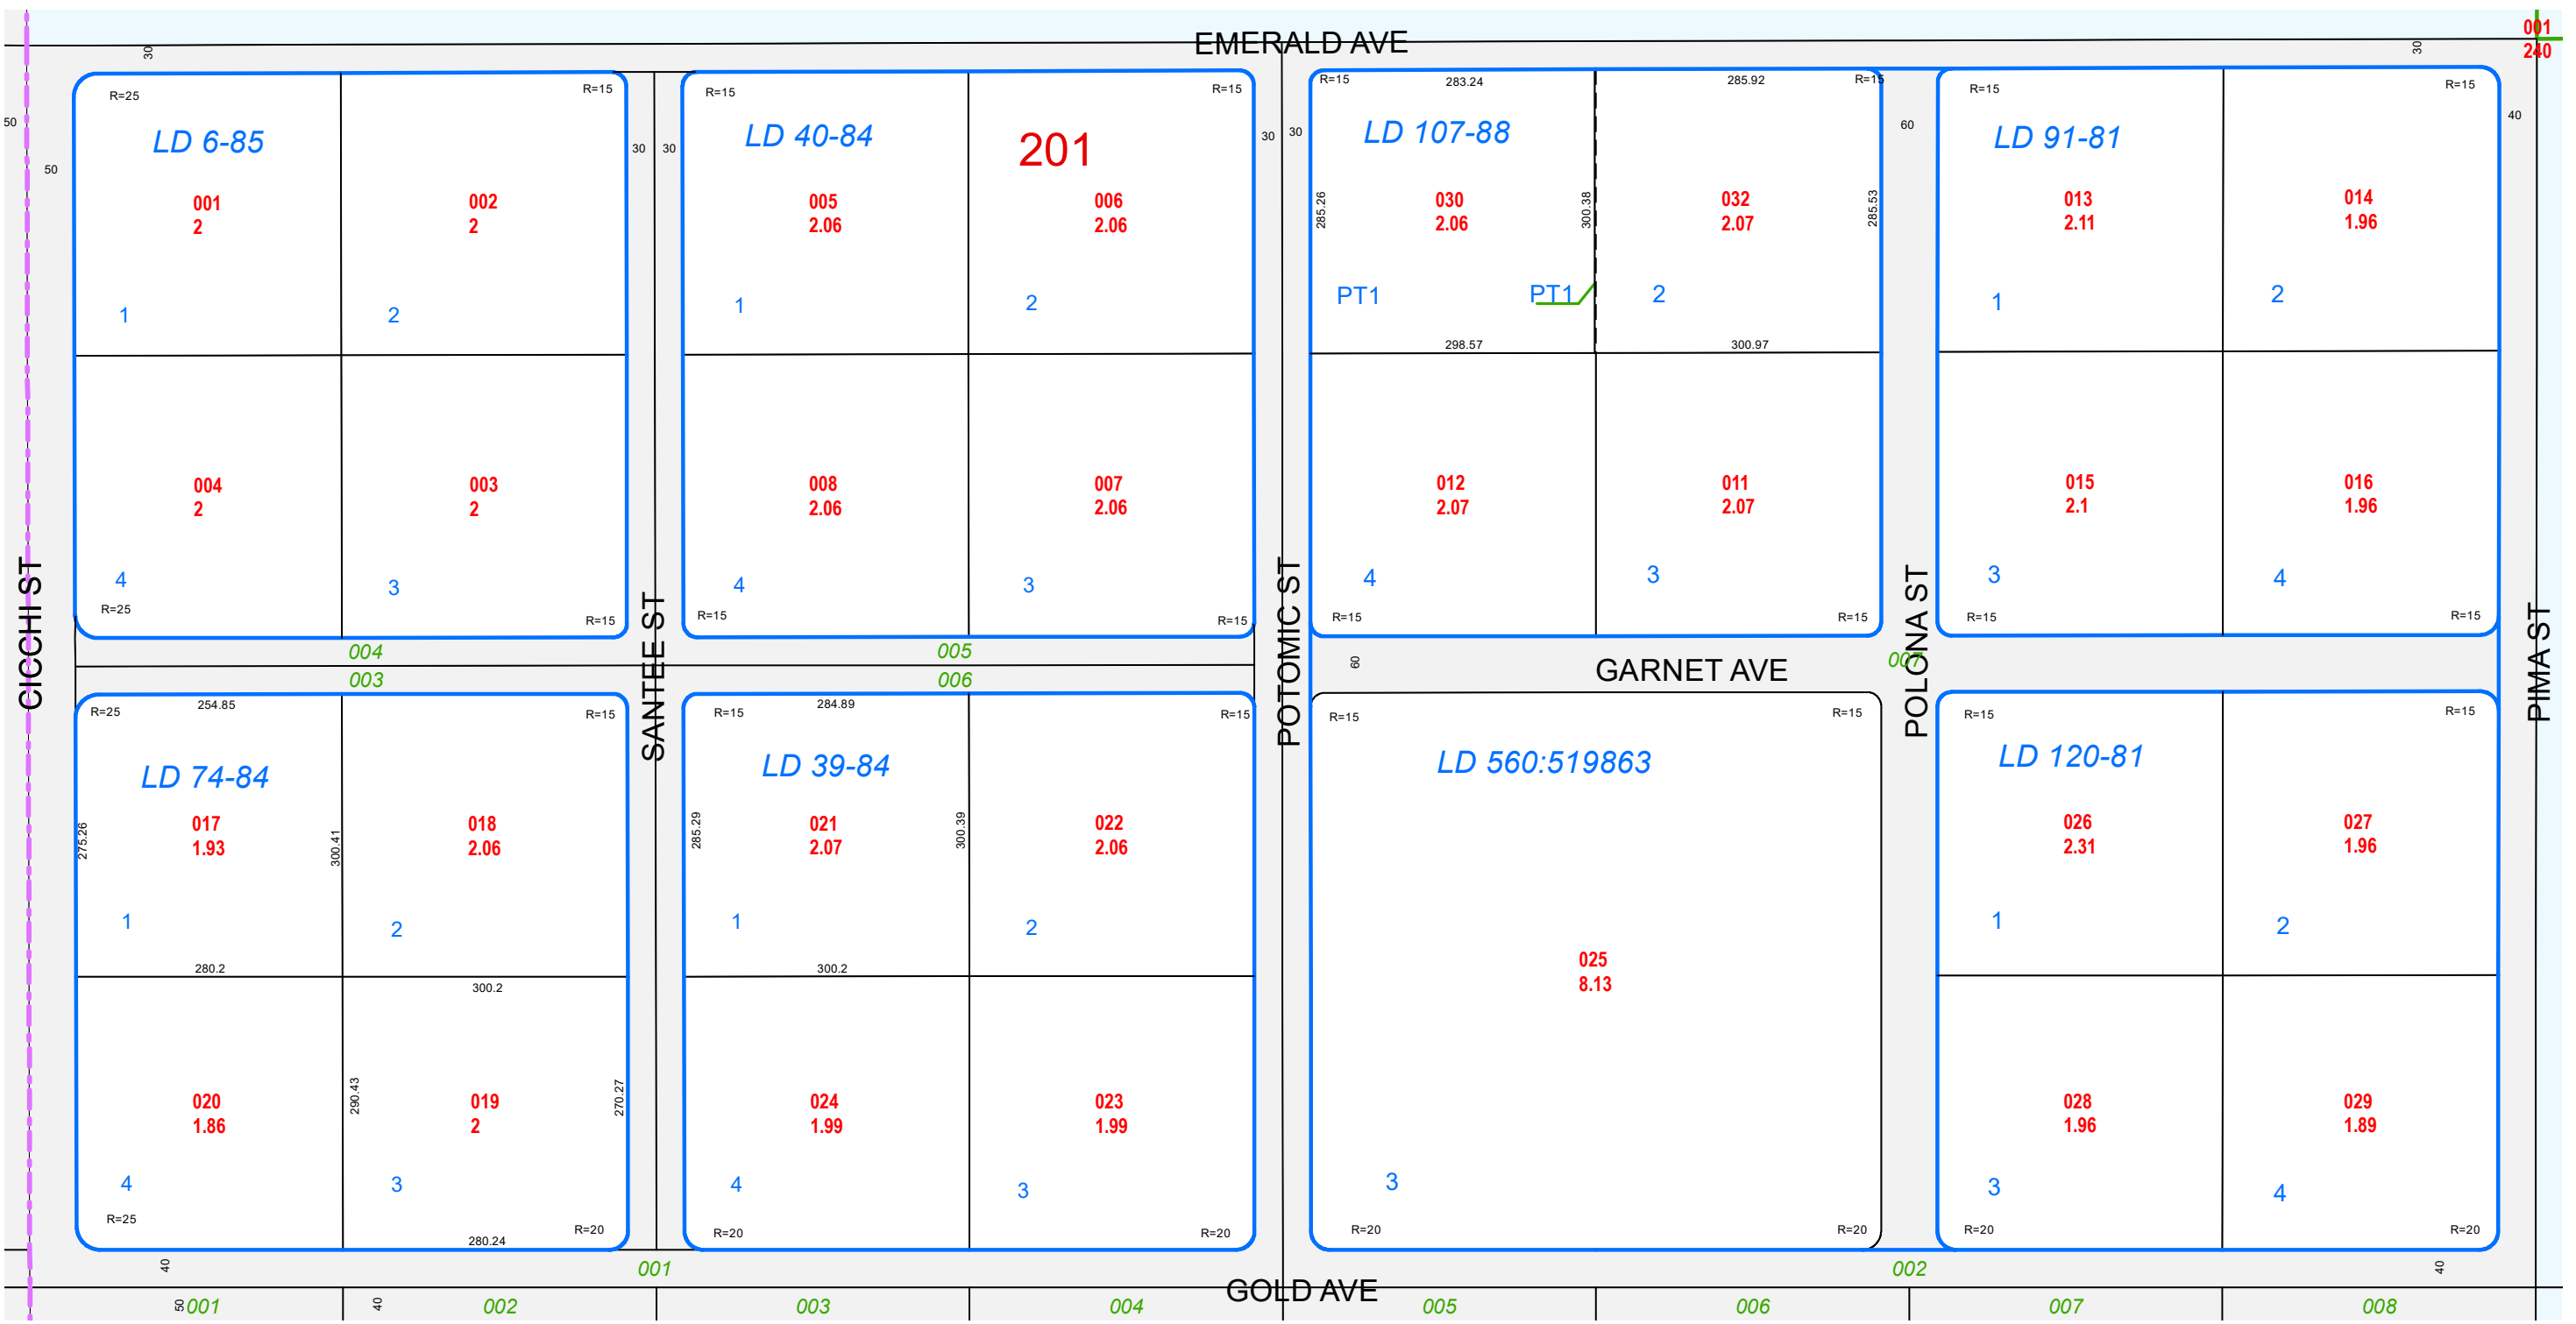 EMERALD AVE
001
240
30
30
R=25
R=15
R=15
R=15
R=15
283.24
285.92
R=15
R=15
R=15
50
50
LD 6-85
30
30
LD 40-84
201
30
30
LD 107-88
60
LD 91-81
40
001
2
002
2
005
2.06
006
2.06
285.26
030
2.06
300.38
032
2.07
285.53
013
2.11
014
1.96
1
2
1
2
PT1
PT1
2
1
2
298.57
300.97
004
2
003
2
008
2.06
007
2.06
012
2.07
011
2.07
015
2.1
016
1.96
4
3
4
3
4
3
3
4
R=25
R=15
R=15
R=15
R=15
R=15
R=15
R=15
CICCHI ST
SANTEE ST
POTOMIC ST
POLONA ST
PIMA ST
004
005
60
GARNET AVE
007
003
006
R=25
254.85
R=15
R=15
284.89
R=15
R=15
R=15
R=15
R=15
LD 74-84
LD 39-84
LD 560:519863
LD 120-81
275.26
017
1.93
300.41
018
2.06
285.29
021
2.07
300.39
022
2.06
026
2.31
027
1.96
1
2
1
2
1
2
280.2
300.2
300.2
025
8.13
020
1.86
290.43
019
2
270.27
024
1.99
023
1.99
028
1.96
029
1.89
4
3
4
3
3
3
4
R=25
R=20
R=20
R=20
R=20
R=20
R=20
R=20
280.24
40
001
002
40
GOLD AVE
50
001
40
002
003
004
005
006
007
008